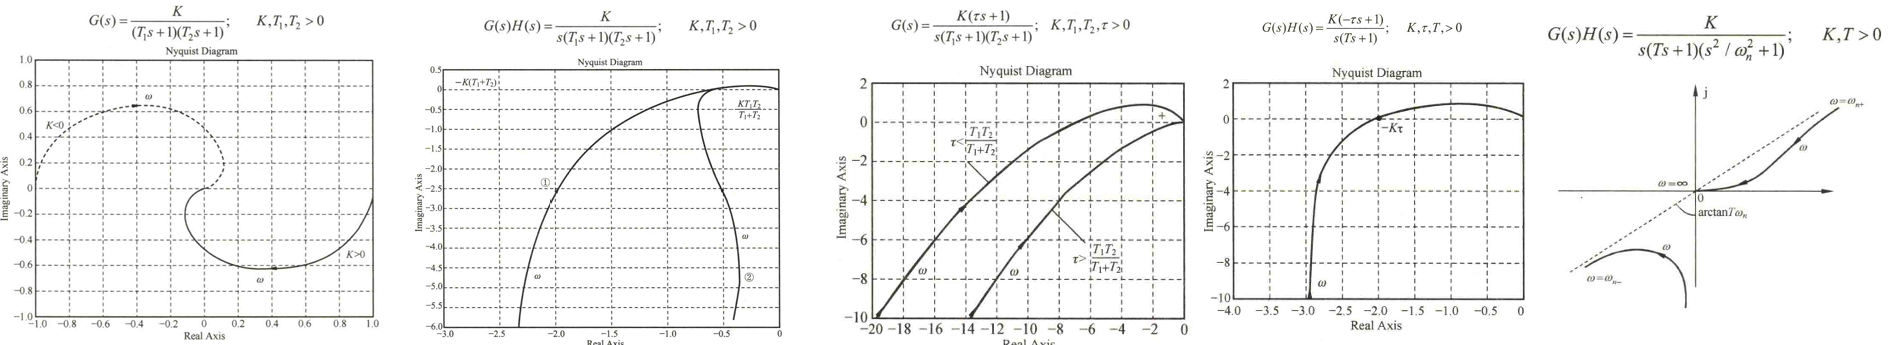 G(s) = K / (T₁s+1)(T₂s+1); K,T₁,T₂ > 0
Nyquist Diagram
1.0
0.8
0.6
0.4
0.2
0
−0.2
−0.4
−0.6
−0.8
−1.0
Imaginary Axis
K<0
ω
K>0
ω
−1.0 −0.8 −0.6 −0.4 −0.2 0 0.2 0.4 0.6 0.8 1.0
Real Axis
G(s)H(s) = K / s(T₁s+1)(T₂s+1); K,T₁,T₂ > 0
Nyquist Diagram
0.5
0
−0.5
−1.0
−1.5
−2.0
−2.5
−3.0
−3.5
−4.0
−4.5
−5.0
−5.5
−6.0
Imaginary Axis
−K(T₁+T₂)
KT₁T₂ / T₁+T₂
①
ω
②
ω
−3.0 −2.5 −2.0 −1.5 −1.0 −0.5 0
Real Axis
G(s) = K(τs+1) / s(T₁s+1)(T₂s+1); K,T₁,T₂,τ > 0
Nyquist Diagram
2
0
−2
−4
−6
−8
−10
Imaginary Axis
+
τ< T₁T₂ / T₁+T₂
τ> T₁T₂ / T₁+T₂
ω
ω
−20 −18 −16 −14 −12 −10 −8 −6 −4 −2 0
Real Axis
G(s)H(s) = K(−τs+1) / s(Ts+1); K,τ,T,>0
Nyquist Diagram
2
0
−2
−4
−6
−8
−10
Imaginary Axis
−Kτ
ω
−4.0 −3.5 −3.0 −2.5 −2.0 −1.5 −1.0 −0.5 0
Real Axis
G(s)H(s) = K / s(Ts+1)(s²/ωₙ²+1); K,T > 0
j
ω=ωₙ₊
ω
ω=∞
0
arctanTωₙ
ω
ω=ωₙ₋